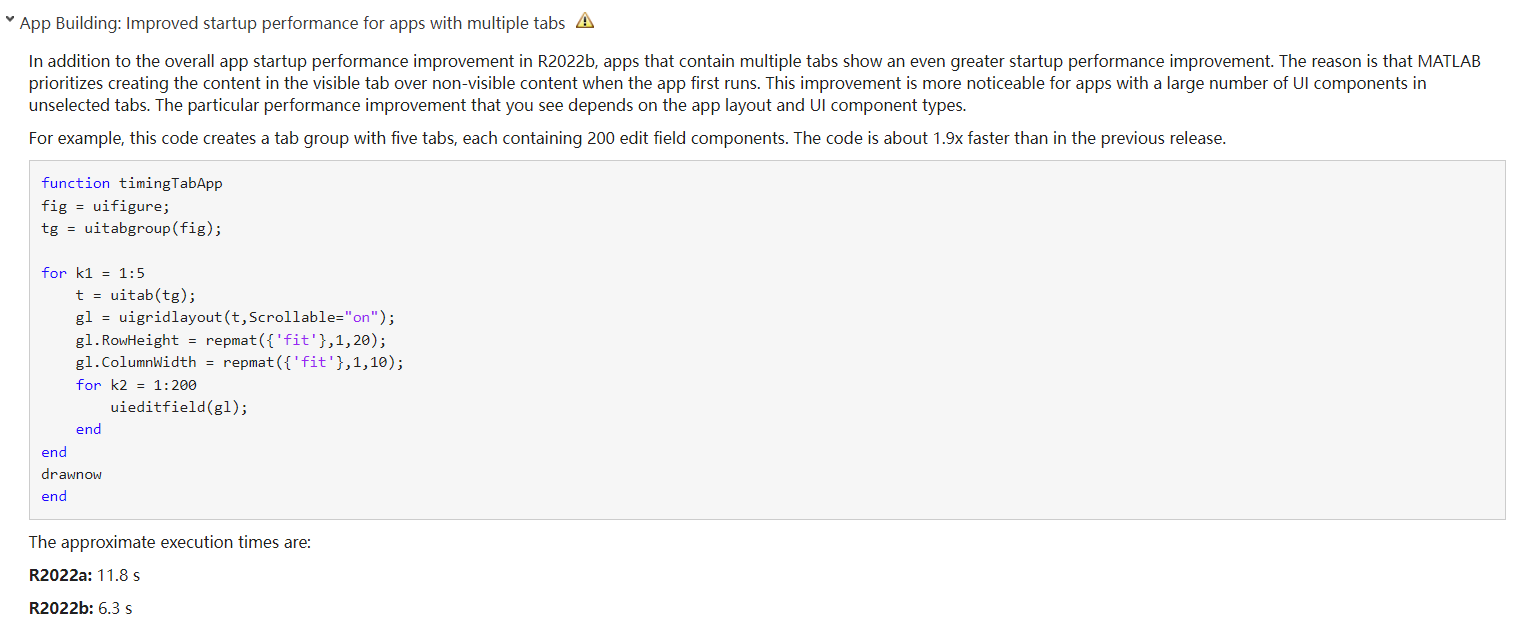 App Building: Improved startup performance for apps with multiple tabs
In addition to the overall app startup performance improvement in R2022b, apps that contain multiple tabs show an even greater startup performance improvement. The reason is that MATLAB
prioritizes creating the content in the visible tab over non-visible content when the app first runs. This improvement is more noticeable for apps with a large number of UI components in
unselected tabs. The particular performance improvement that you see depends on the app layout and UI component types.
For example, this code creates a tab group with five tabs, each containing 200 edit field components. The code is about 1.9x faster than in the previous release.
function timingTabApp
fig = uifigure;
tg = uitabgroup(fig);
for k1 = 1:5
    t = uitab(tg);
    gl = uigridlayout(t,Scrollable="on");
    gl.RowHeight = repmat({'fit'},1,20);
    gl.ColumnWidth = repmat({'fit'},1,10);
    for k2 = 1:200
        uieditfield(gl);
    end
end
drawnow
end
The approximate execution times are:
R2022a: 11.8 s
R2022b: 6.3 s